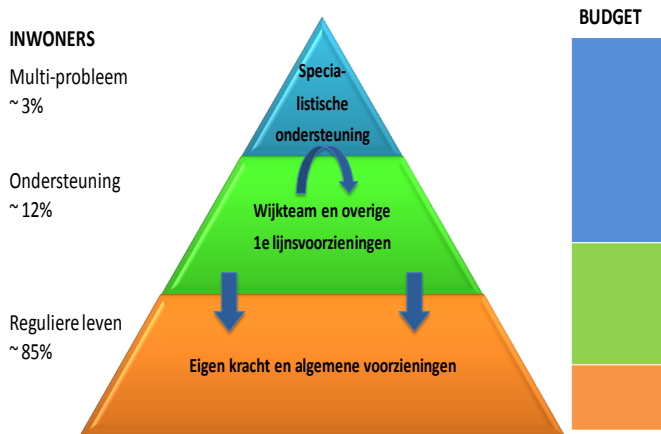 BUDGET
INWONERS
Multi-probleem
~ 3%
Specia-
listische
ondersteuning
Ondersteuning
~ 12%
Wijkteam en overige
1e lijnsvoorzieningen
Reguliere leven
~ 85%
Eigen kracht en algemene voorzieningen